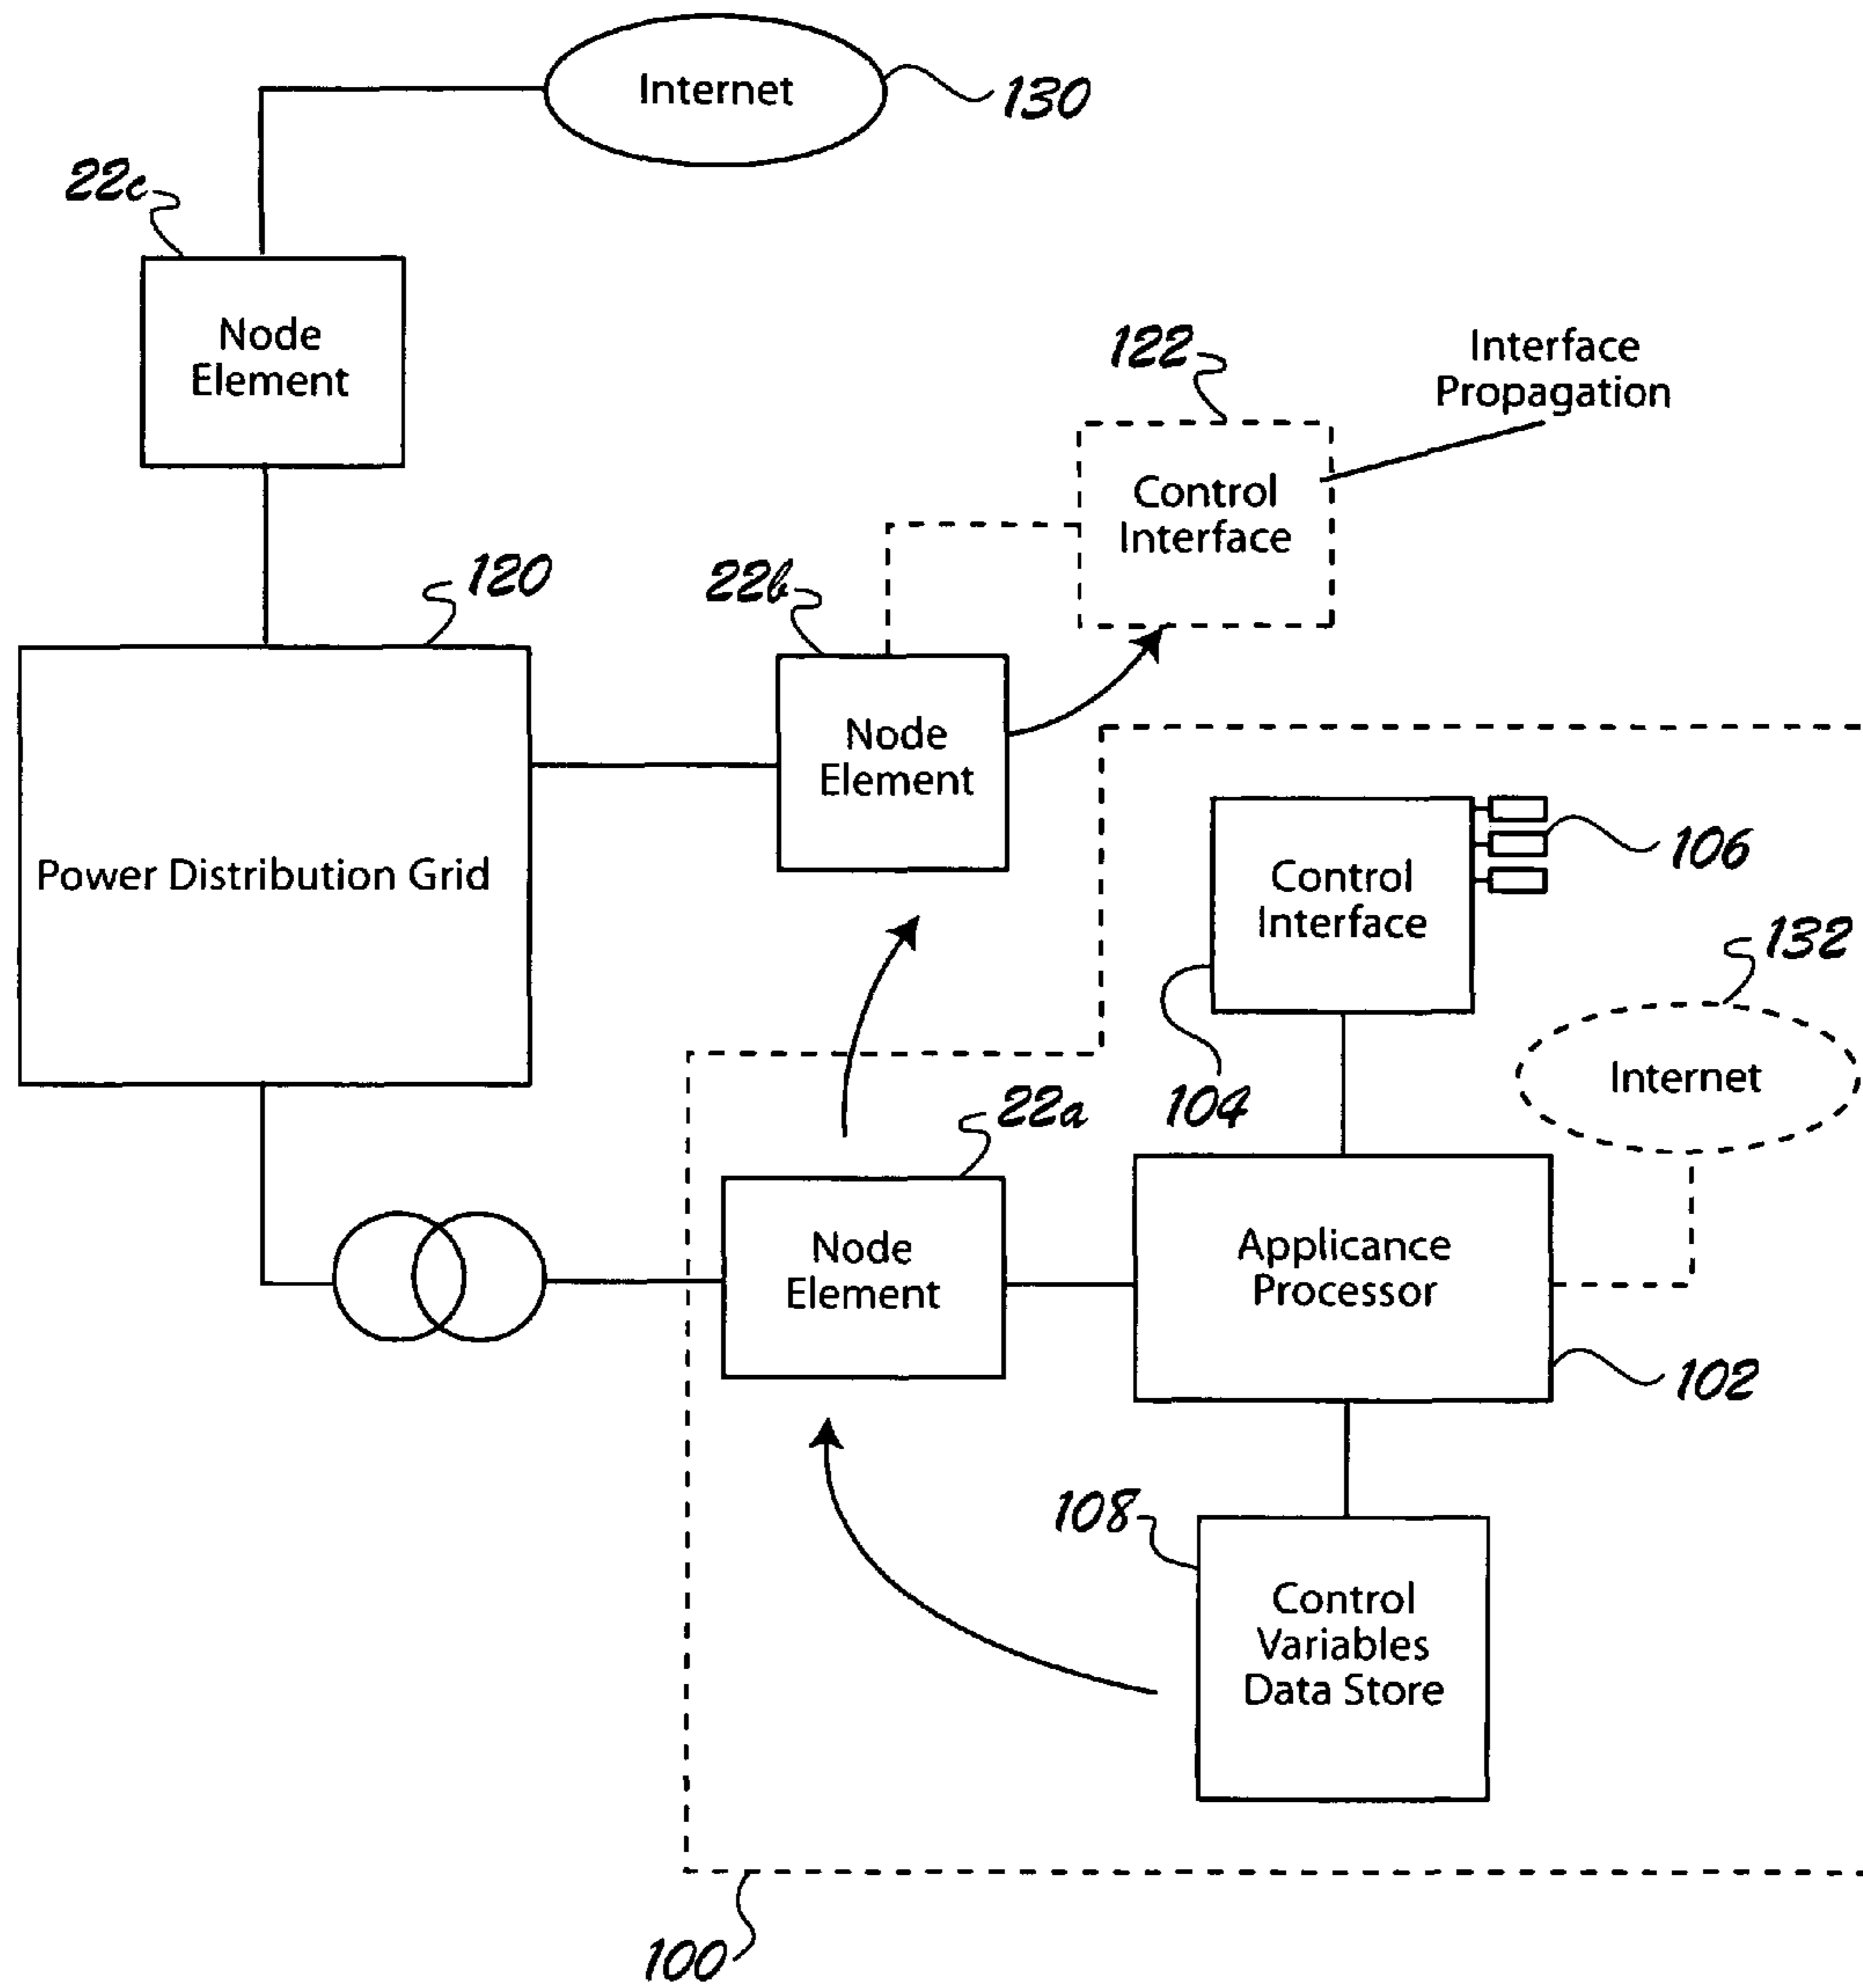 Internet
130
22c
Node
Element
122
Interface
Propagation
Control
Interface
120
22b
Node
Element
Power Distribution Grid
106
Control
Interface
132
104
Internet
22a
Node
Element
Applicance
Processor
102
108
Control
Variables
Data Store
100